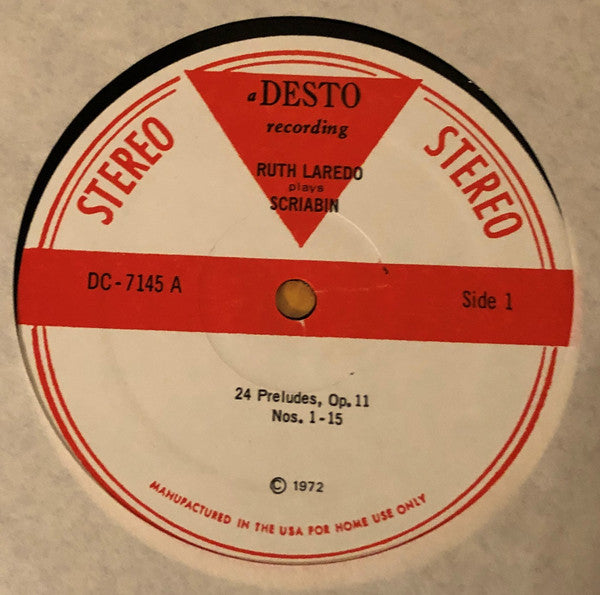 a DESTO
recording
STEREO
STEREO
RUTH LAREDO
plays
SCRIABIN
DC-7145 A
Side 1
24 Preludes, Op. 11
Nos. 1-15
© 1972
MANUFACTURED IN THE USA FOR HOME USE ONLY